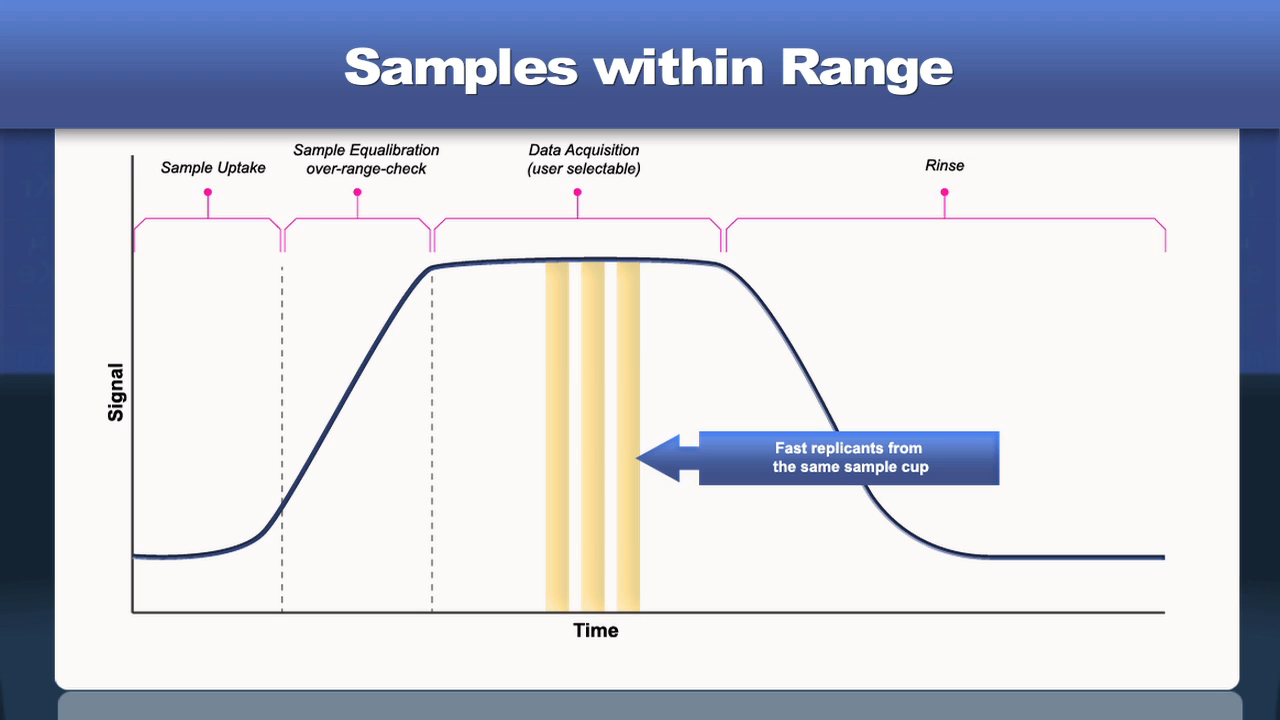 Samples within Range
Sample Uptake
Sample Equalibration
over-range-check
Data Acquisition
(user selectable)
Rinse
Signal
Fast replicants from
the same sample cup
Time